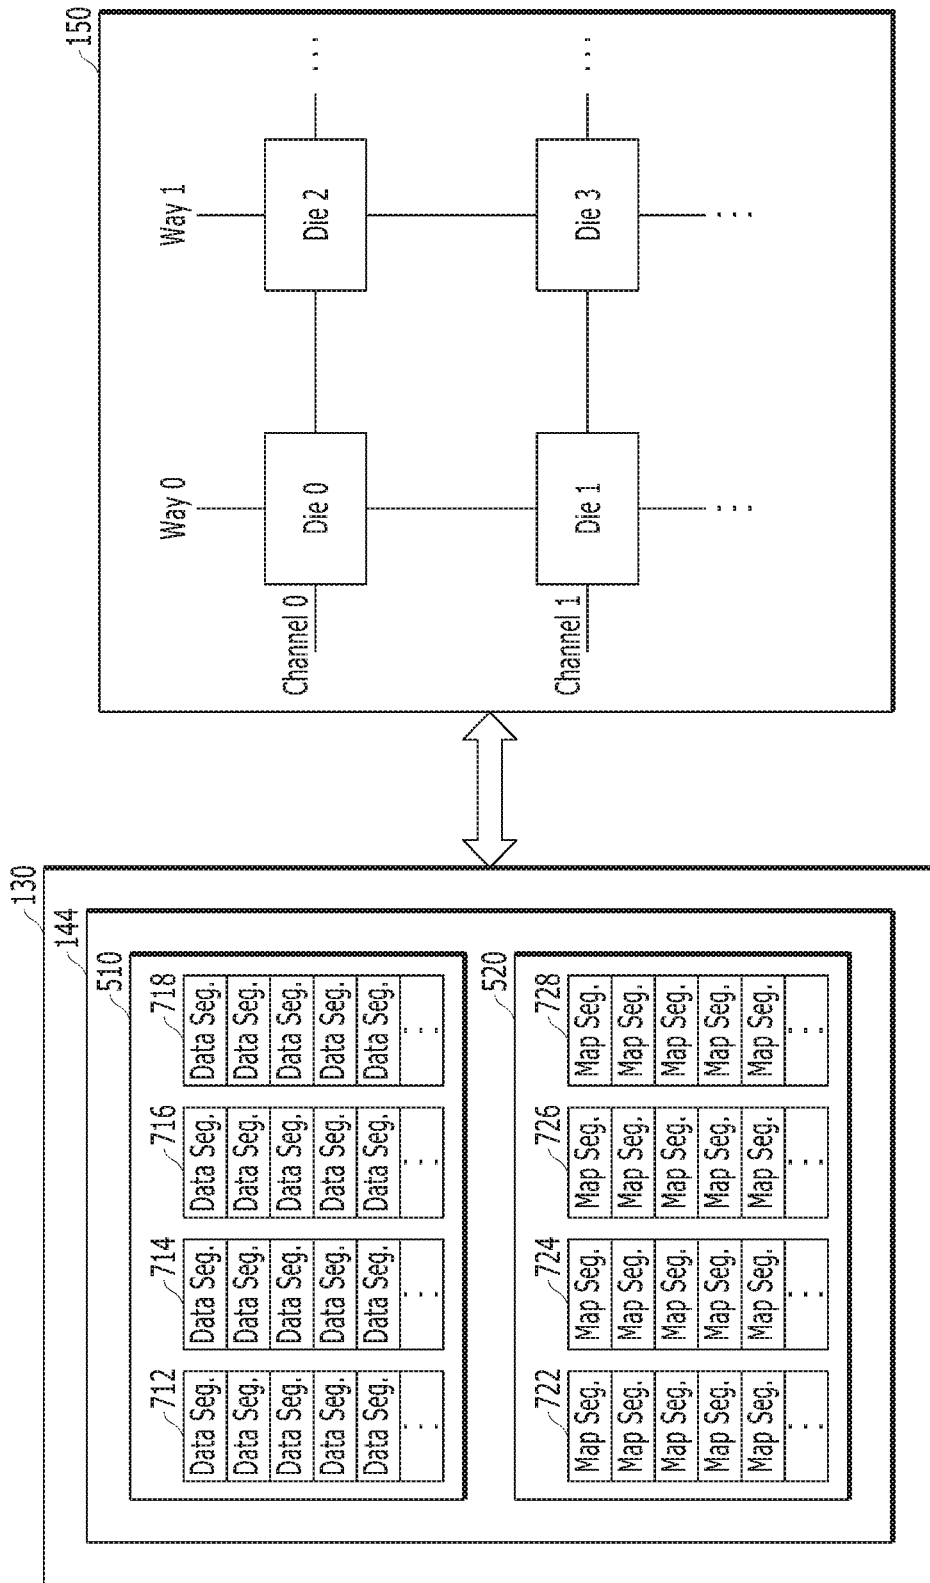 130
144
510
712
714
716
718
Data Seg. Data Seg. Data Seg. Data Seg.
Data Seg. Data Seg. Data Seg. Data Seg.
Data Seg. Data Seg. Data Seg. Data Seg.
Data Seg. Data Seg. Data Seg. Data Seg.
Data Seg. Data Seg. Data Seg. Data Seg.
... ... ... ...
520
722
724
726
728
Map Seg. Map Seg. Map Seg. Map Seg.
Map Seg. Map Seg. Map Seg. Map Seg.
Map Seg. Map Seg. Map Seg. Map Seg.
Map Seg. Map Seg. Map Seg. Map Seg.
Map Seg. Map Seg. Map Seg. Map Seg.
... ... ... ...
150
Way 0
Way 1
Channel 0
Die 0
Die 2
...
Channel 1
Die 1
Die 3
...
... ...